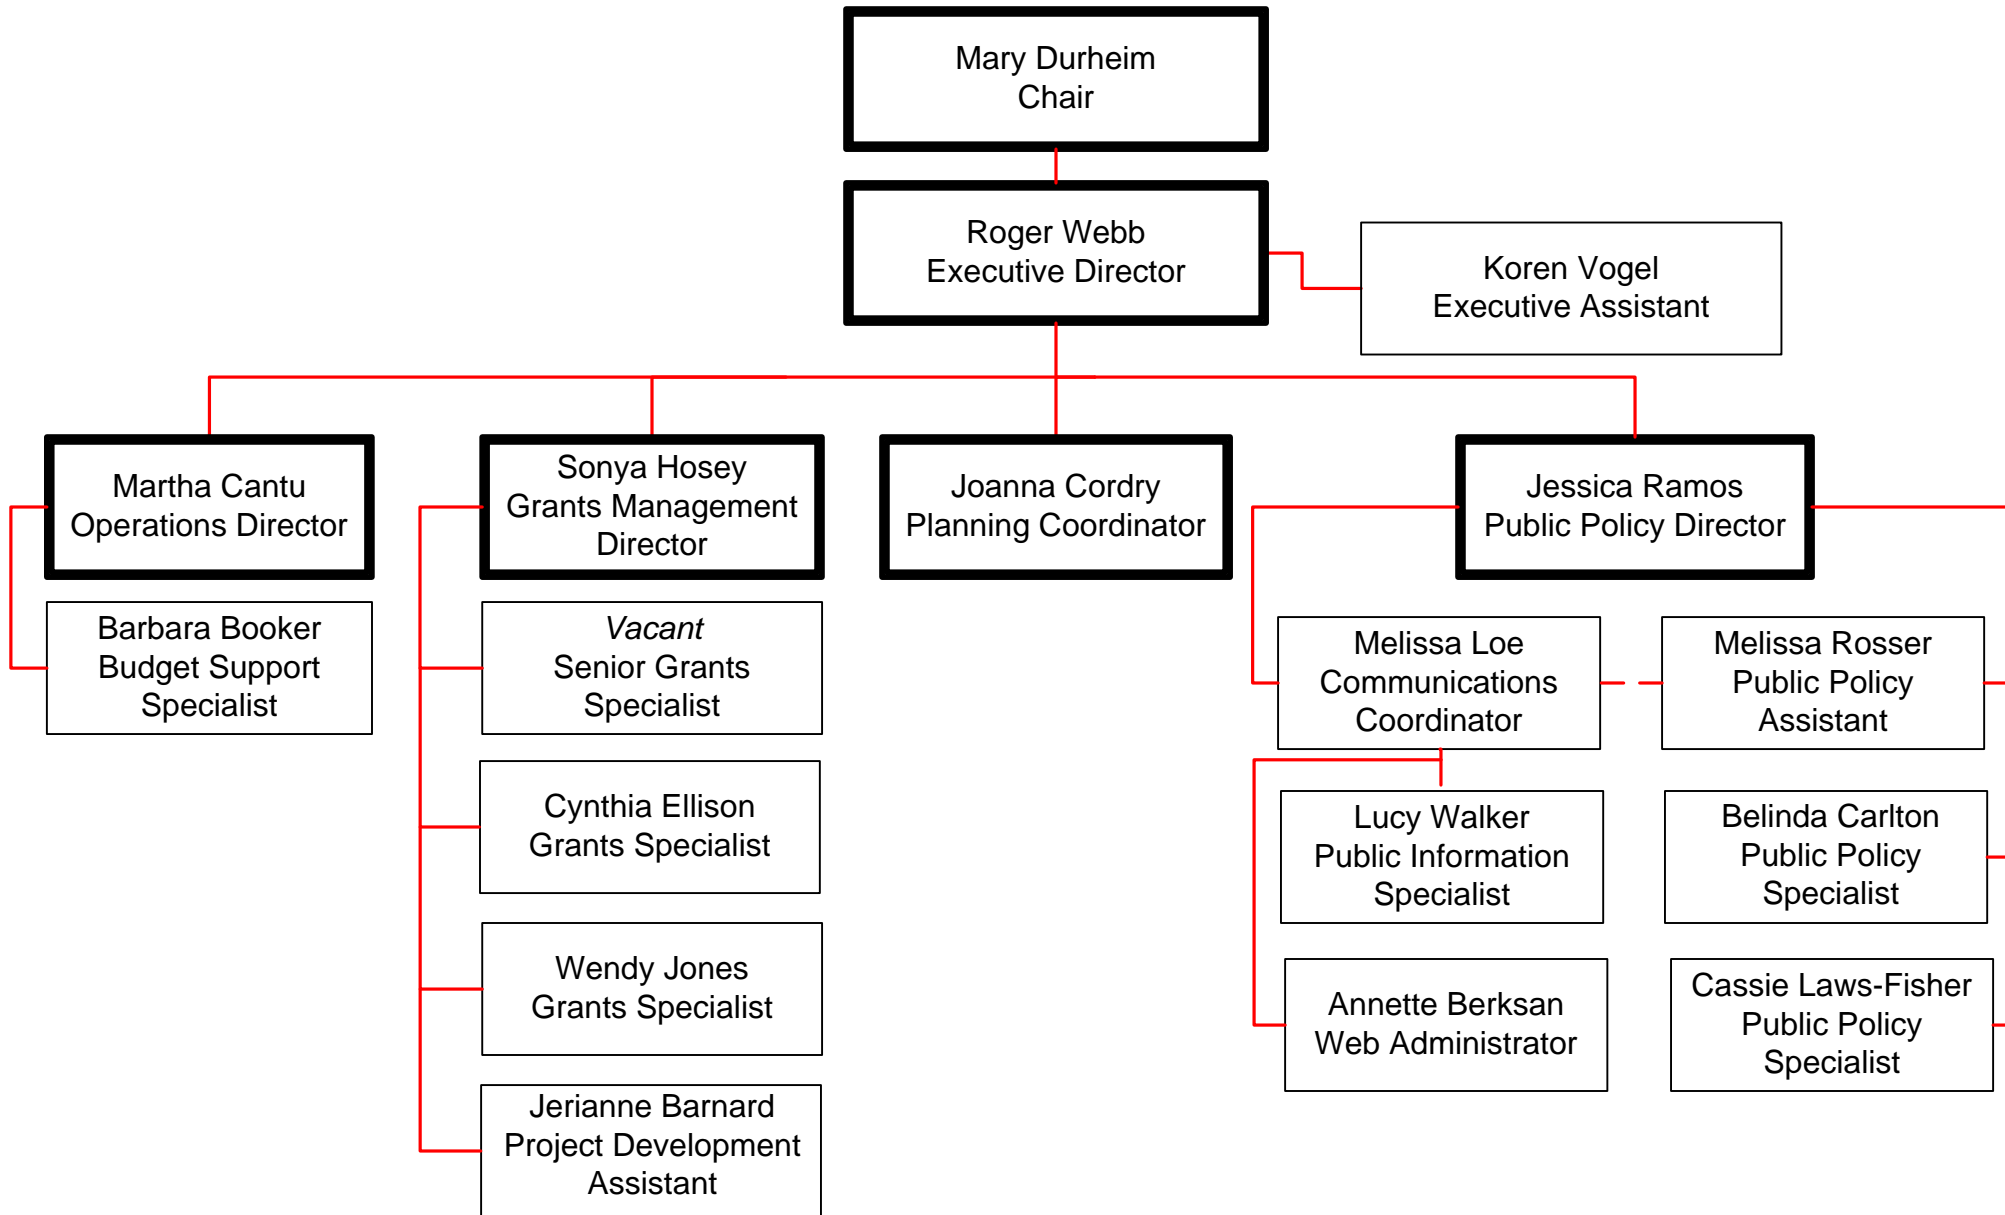 Mary Durheim
Chair
Roger Webb
Executive Director
Koren Vogel
Executive Assistant
Martha Cantu
Operations Director
Sonya Hosey
Grants Management
Director
Joanna Cordry
Planning Coordinator
Jessica Ramos
Public Policy Director
Barbara Booker
Budget Support
Specialist
Vacant
Senior Grants
Specialist
Melissa Loe
Communications
Coordinator
Melissa Rosser
Public Policy
Assistant
Cynthia Ellison
Grants Specialist
Lucy Walker
Public Information
Specialist
Belinda Carlton
Public Policy
Specialist
Wendy Jones
Grants Specialist
Annette Berksan
Web Administrator
Cassie Laws-Fisher
Public Policy
Specialist
Jerianne Barnard
Project Development
Assistant